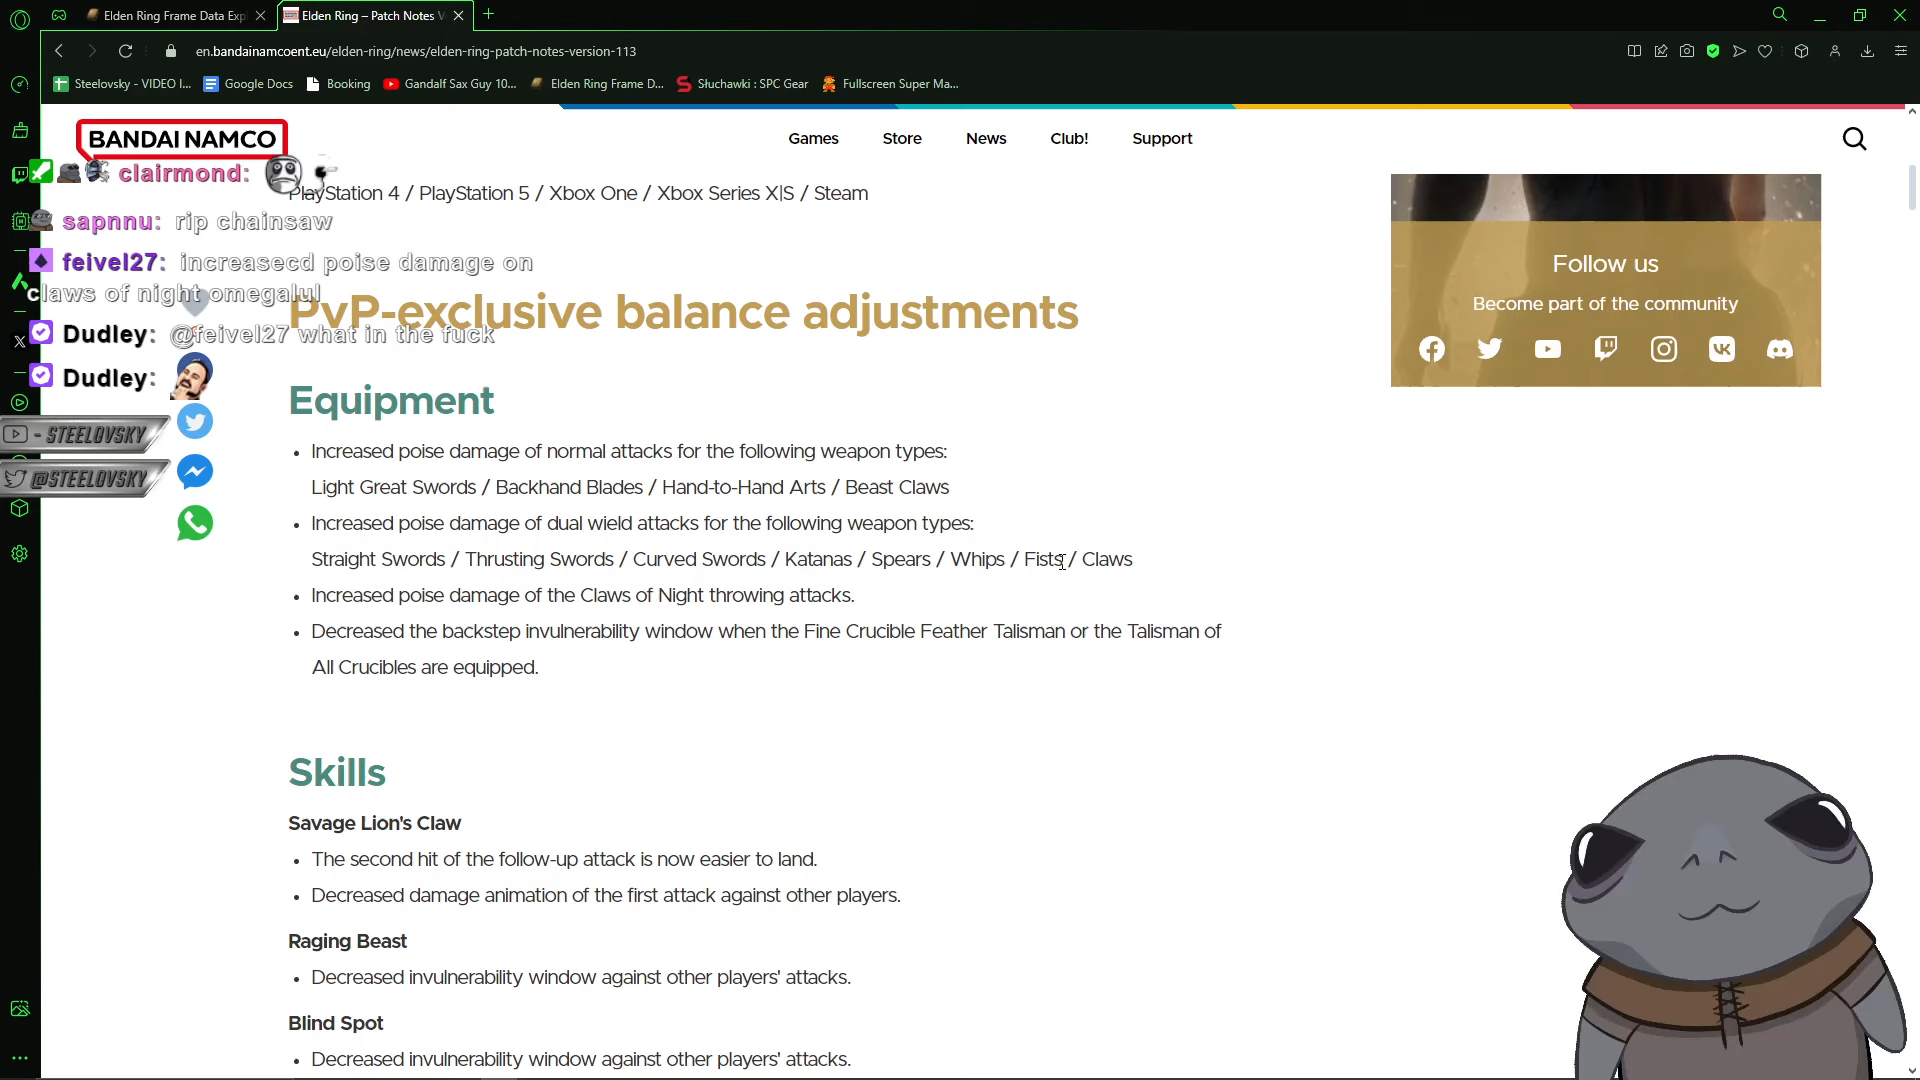 Elden Ring Frame Data Exp
Elden Ring – Patch Notes V
en.bandainamcoent.eu/elden-ring/news/elden-ring-patch-notes-version-113
Steelovsky - VIDEO I...
Google Docs
Booking
Gandalf Sax Guy 10...
Elden Ring Frame D...
Słuchawki : SPC Gear
Fullscreen Super Ma...
BANDAI NAMCO
Games
Store
News
Club!
Support
clairmond:
PlayStation 4 / PlayStation 5 / Xbox One / Xbox Series X|S / Steam
sapnnu: rip chainsaw
feivel27: increasecd poise damage on
claws of night omegalul
Dudley: @feivel27 what in the fuck
Dudley:
- STEELOVSKY
@STEELOVSKY
PvP-exclusive balance adjustments
Equipment
• Increased poise damage of normal attacks for the following weapon types:
Light Great Swords / Backhand Blades / Hand-to-Hand Arts / Beast Claws
• Increased poise damage of dual wield attacks for the following weapon types:
Straight Swords / Thrusting Swords / Curved Swords / Katanas / Spears / Whips / Fists / Claws
• Increased poise damage of the Claws of Night throwing attacks.
• Decreased the backstep invulnerability window when the Fine Crucible Feather Talisman or the Talisman of
All Crucibles are equipped.
Skills
Savage Lion's Claw
• The second hit of the follow-up attack is now easier to land.
• Decreased damage animation of the first attack against other players.
Raging Beast
• Decreased invulnerability window against other players' attacks.
Blind Spot
• Decreased invulnerability window against other players' attacks.
Follow us
Become part of the community